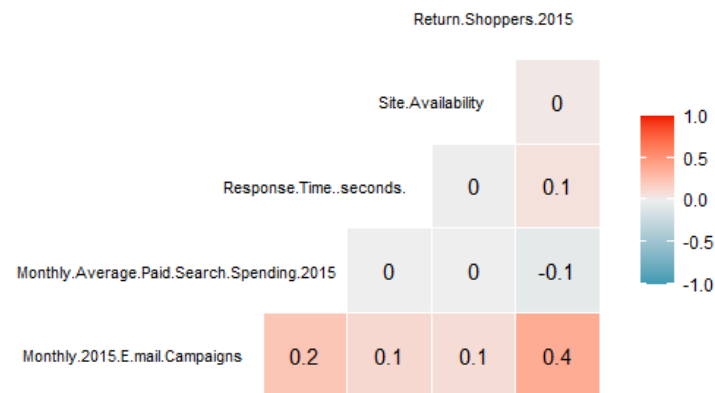 Return.Shoppers.2015
Site.Availability 0
Response.Time..seconds. 0 0.1
Monthly.Average.Paid.Search.Spending.2015 0 0 -0.1
Monthly.2015.E.mail.Campaigns 0.2 0.1 0.1 0.4
1.0
0.5
0.0
-0.5
-1.0